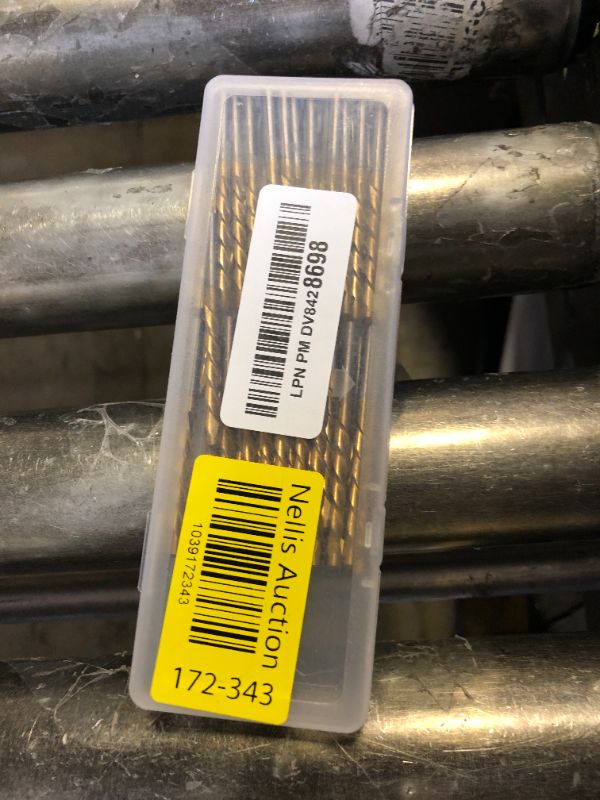 LPN PM DV8428698
Nellis Auction
1039172343
172-343